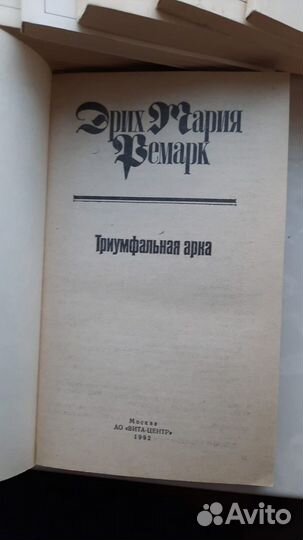 Эрих Мария
Ремарк
Триумфальная арка
Москва
АО «ВИТА-ЦЕНТР»
1992
Avito